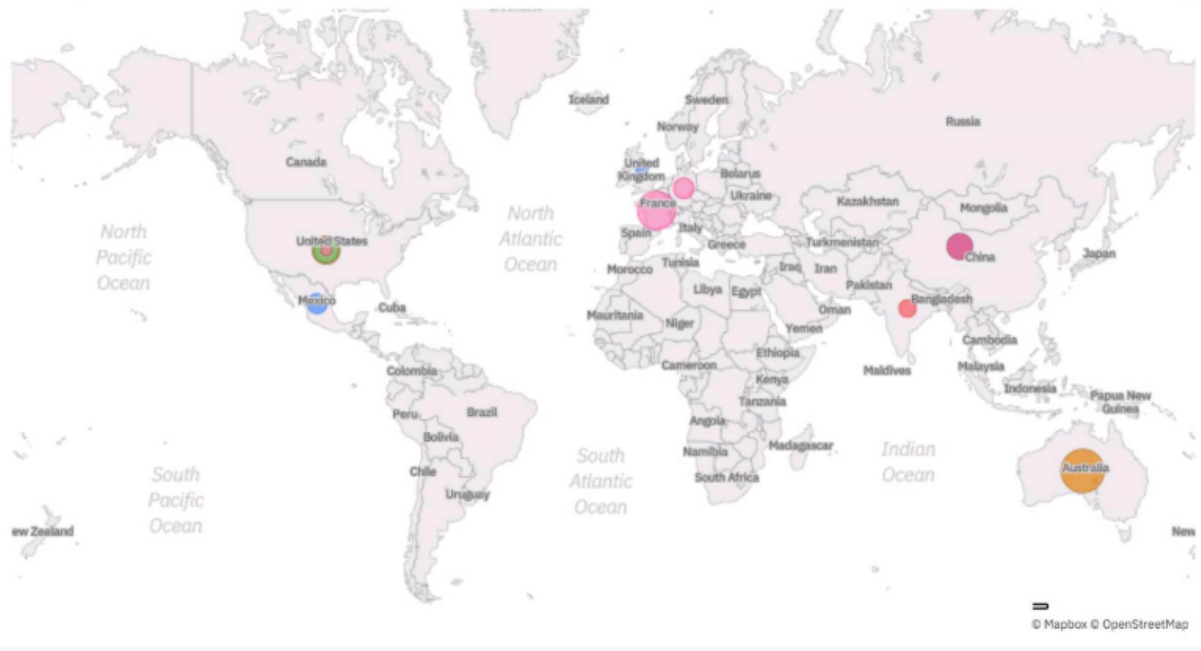 Iceland
Sweden
Norway
Russia
United
Kingdom
Canada
Belarus
Ukraine
Kazakhstan
Mongolia
France
North
Pacific
Ocean
North
Atlantic
Ocean
Spain
Italy
Greece
United States
Turkmenistan
China
Japan
Morocco
Tunisia
Iraq
Iran
Pakistan
Libya
Egypt
Mexico
Cuba
Bangladesh
Oman
Mauritania
Niger
Yemen
Cambodia
Ethiopia
Colombia
Cameroon
Kenya
Maldives
Malaysia
Indonesia
Papua New
Guinea
Tanzania
Peru
Brazil
Angola
Bolivia
Madagascar
Namibia
Indian
Ocean
Chile
South Africa
Australia
South
Pacific
Ocean
South
Atlantic
Ocean
Uruguay
ew Zealand
New
© Mapbox © OpenStreetMap